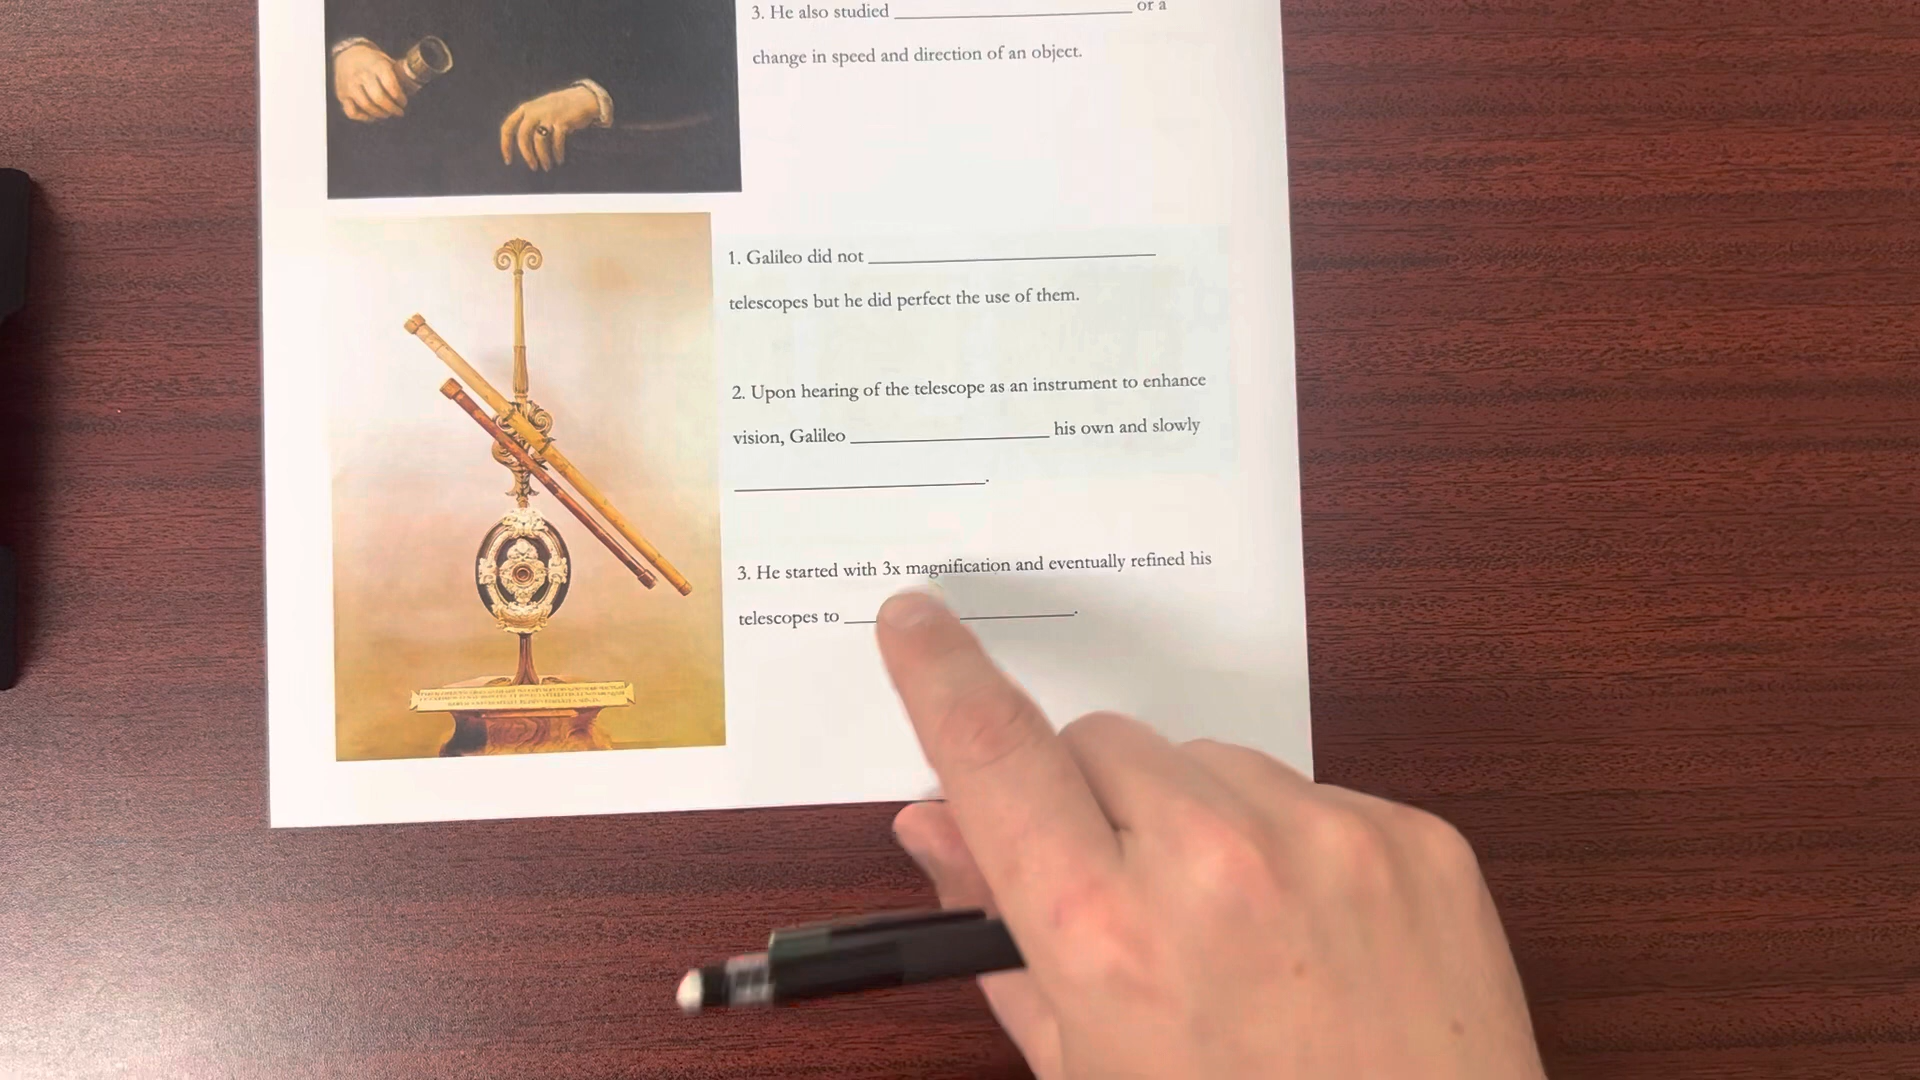 3. He also studied ____________________ or a
change in speed and direction of an object.
1. Galileo did not ________________________
telescopes but he did perfect the use of them.
2. Upon hearing of the telescope as an instrument to enhance
vision, Galileo _________________ his own and slowly
_____________________.
3. He started with 3x magnification and eventually refined his
telescopes to ____________________.